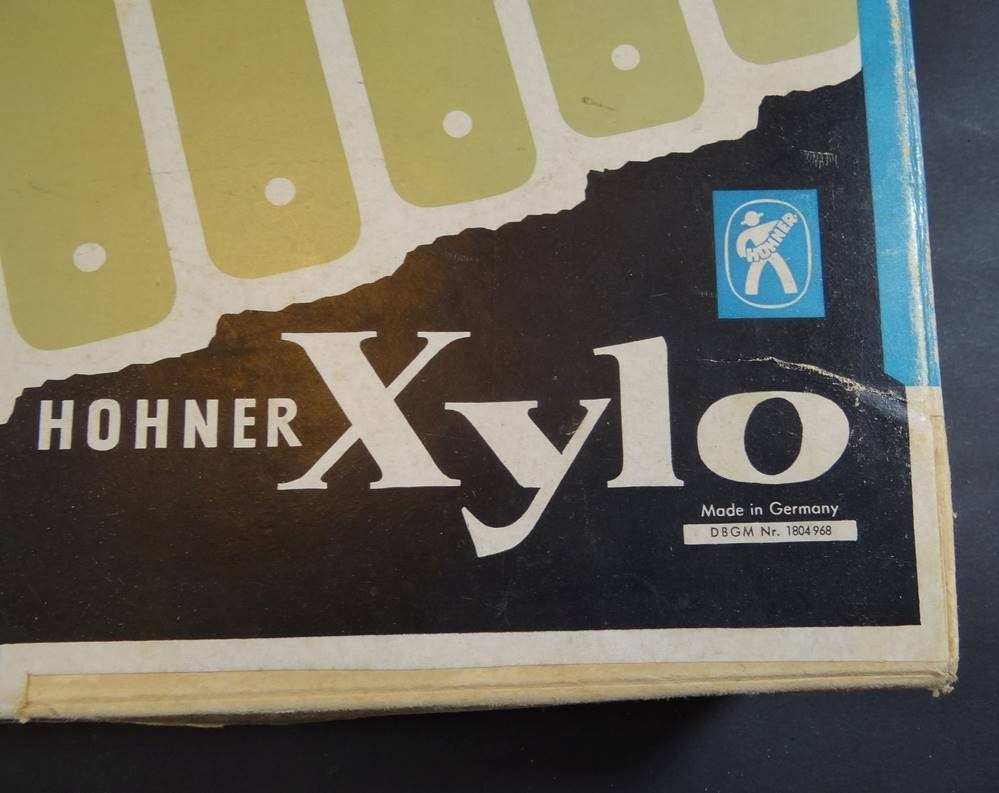 HOHNER
HOHNER Xylo
Made in Germany
DBGM Nr. 1804968